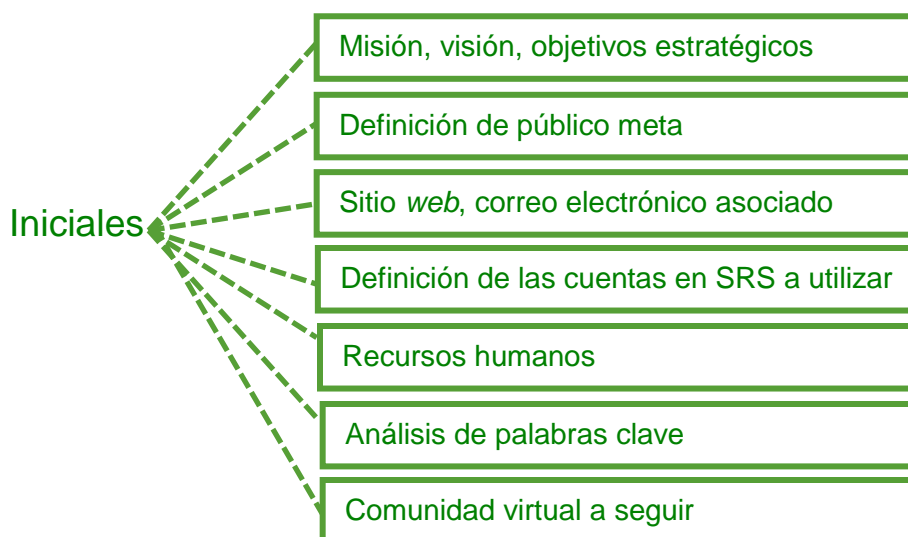 Misión, visión, objetivos estratégicos
Definición de público meta
Sitio web, correo electrónico asociado
Iniciales
Definición de las cuentas en SRS a utilizar
Recursos humanos
Análisis de palabras clave
Comunidad virtual a seguir